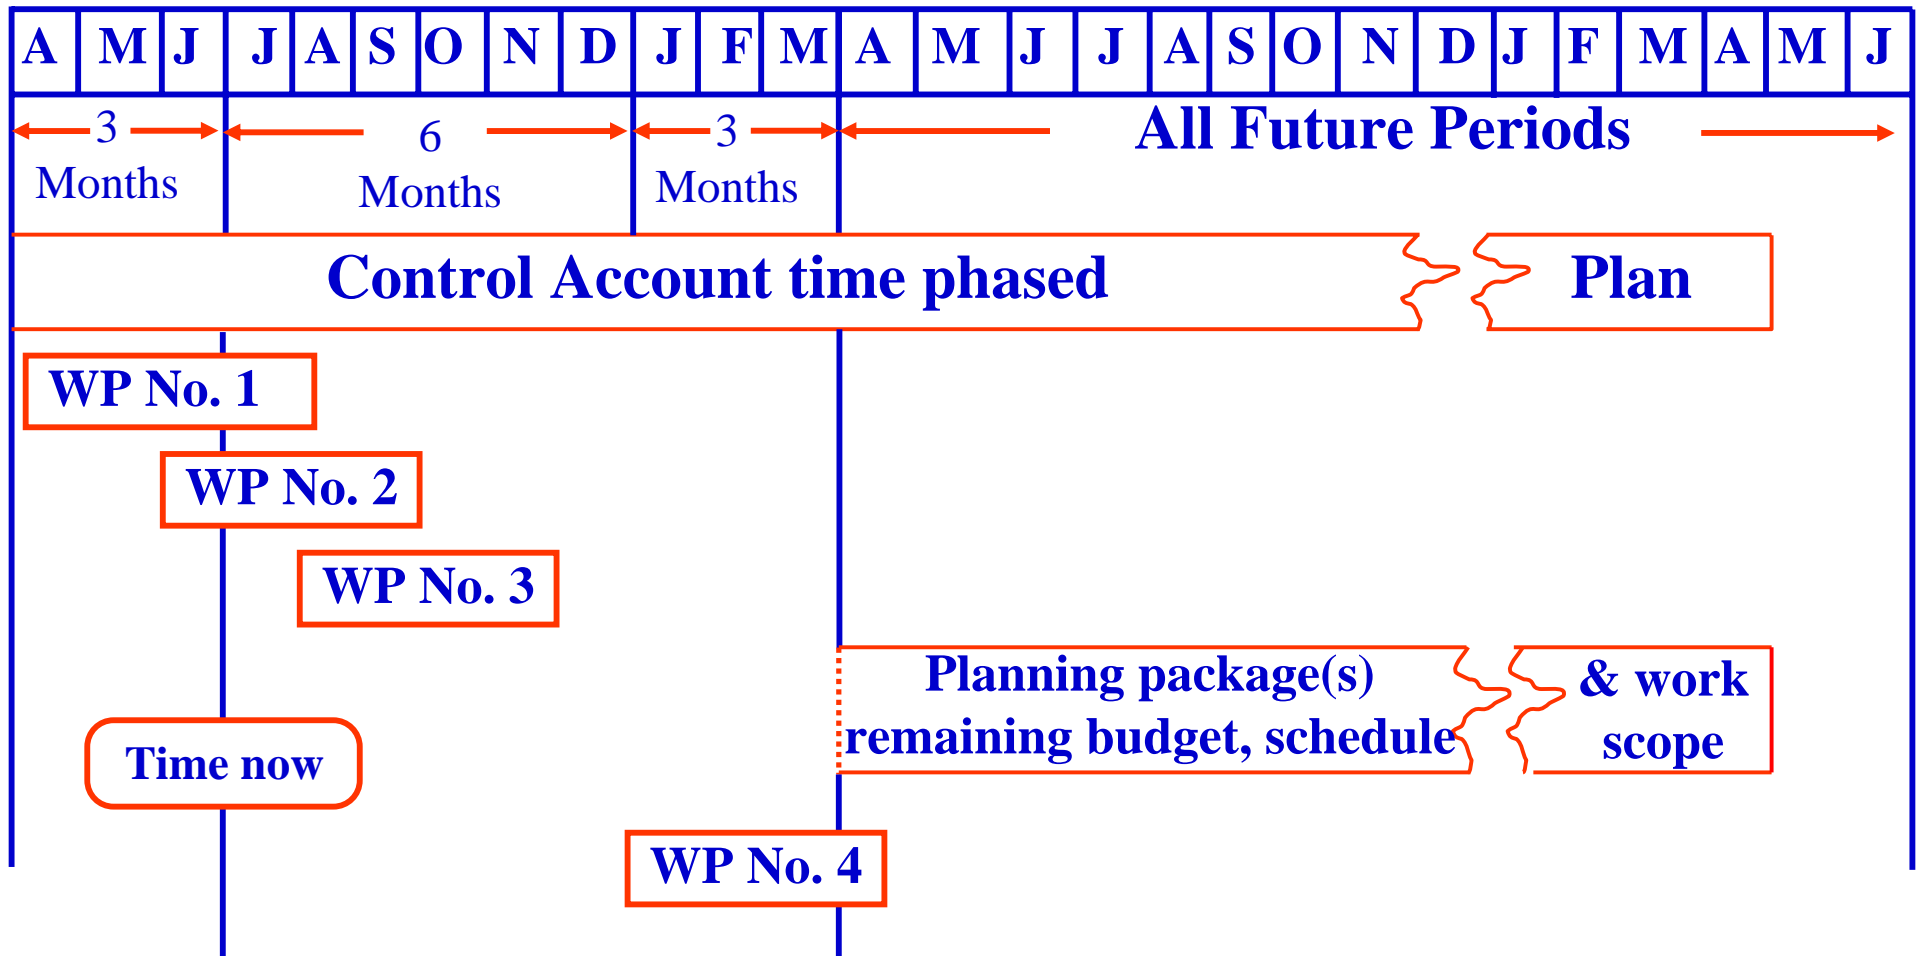 A M J J A S O N D J F M A M J J A S O N D J F M A M J
3 Months
6 Months
3 Months
All Future Periods
Control Account time phased
Plan
WP No. 1
WP No. 2
WP No. 3
Planning package(s)
remaining budget, schedule
& work
scope
Time now
WP No. 4